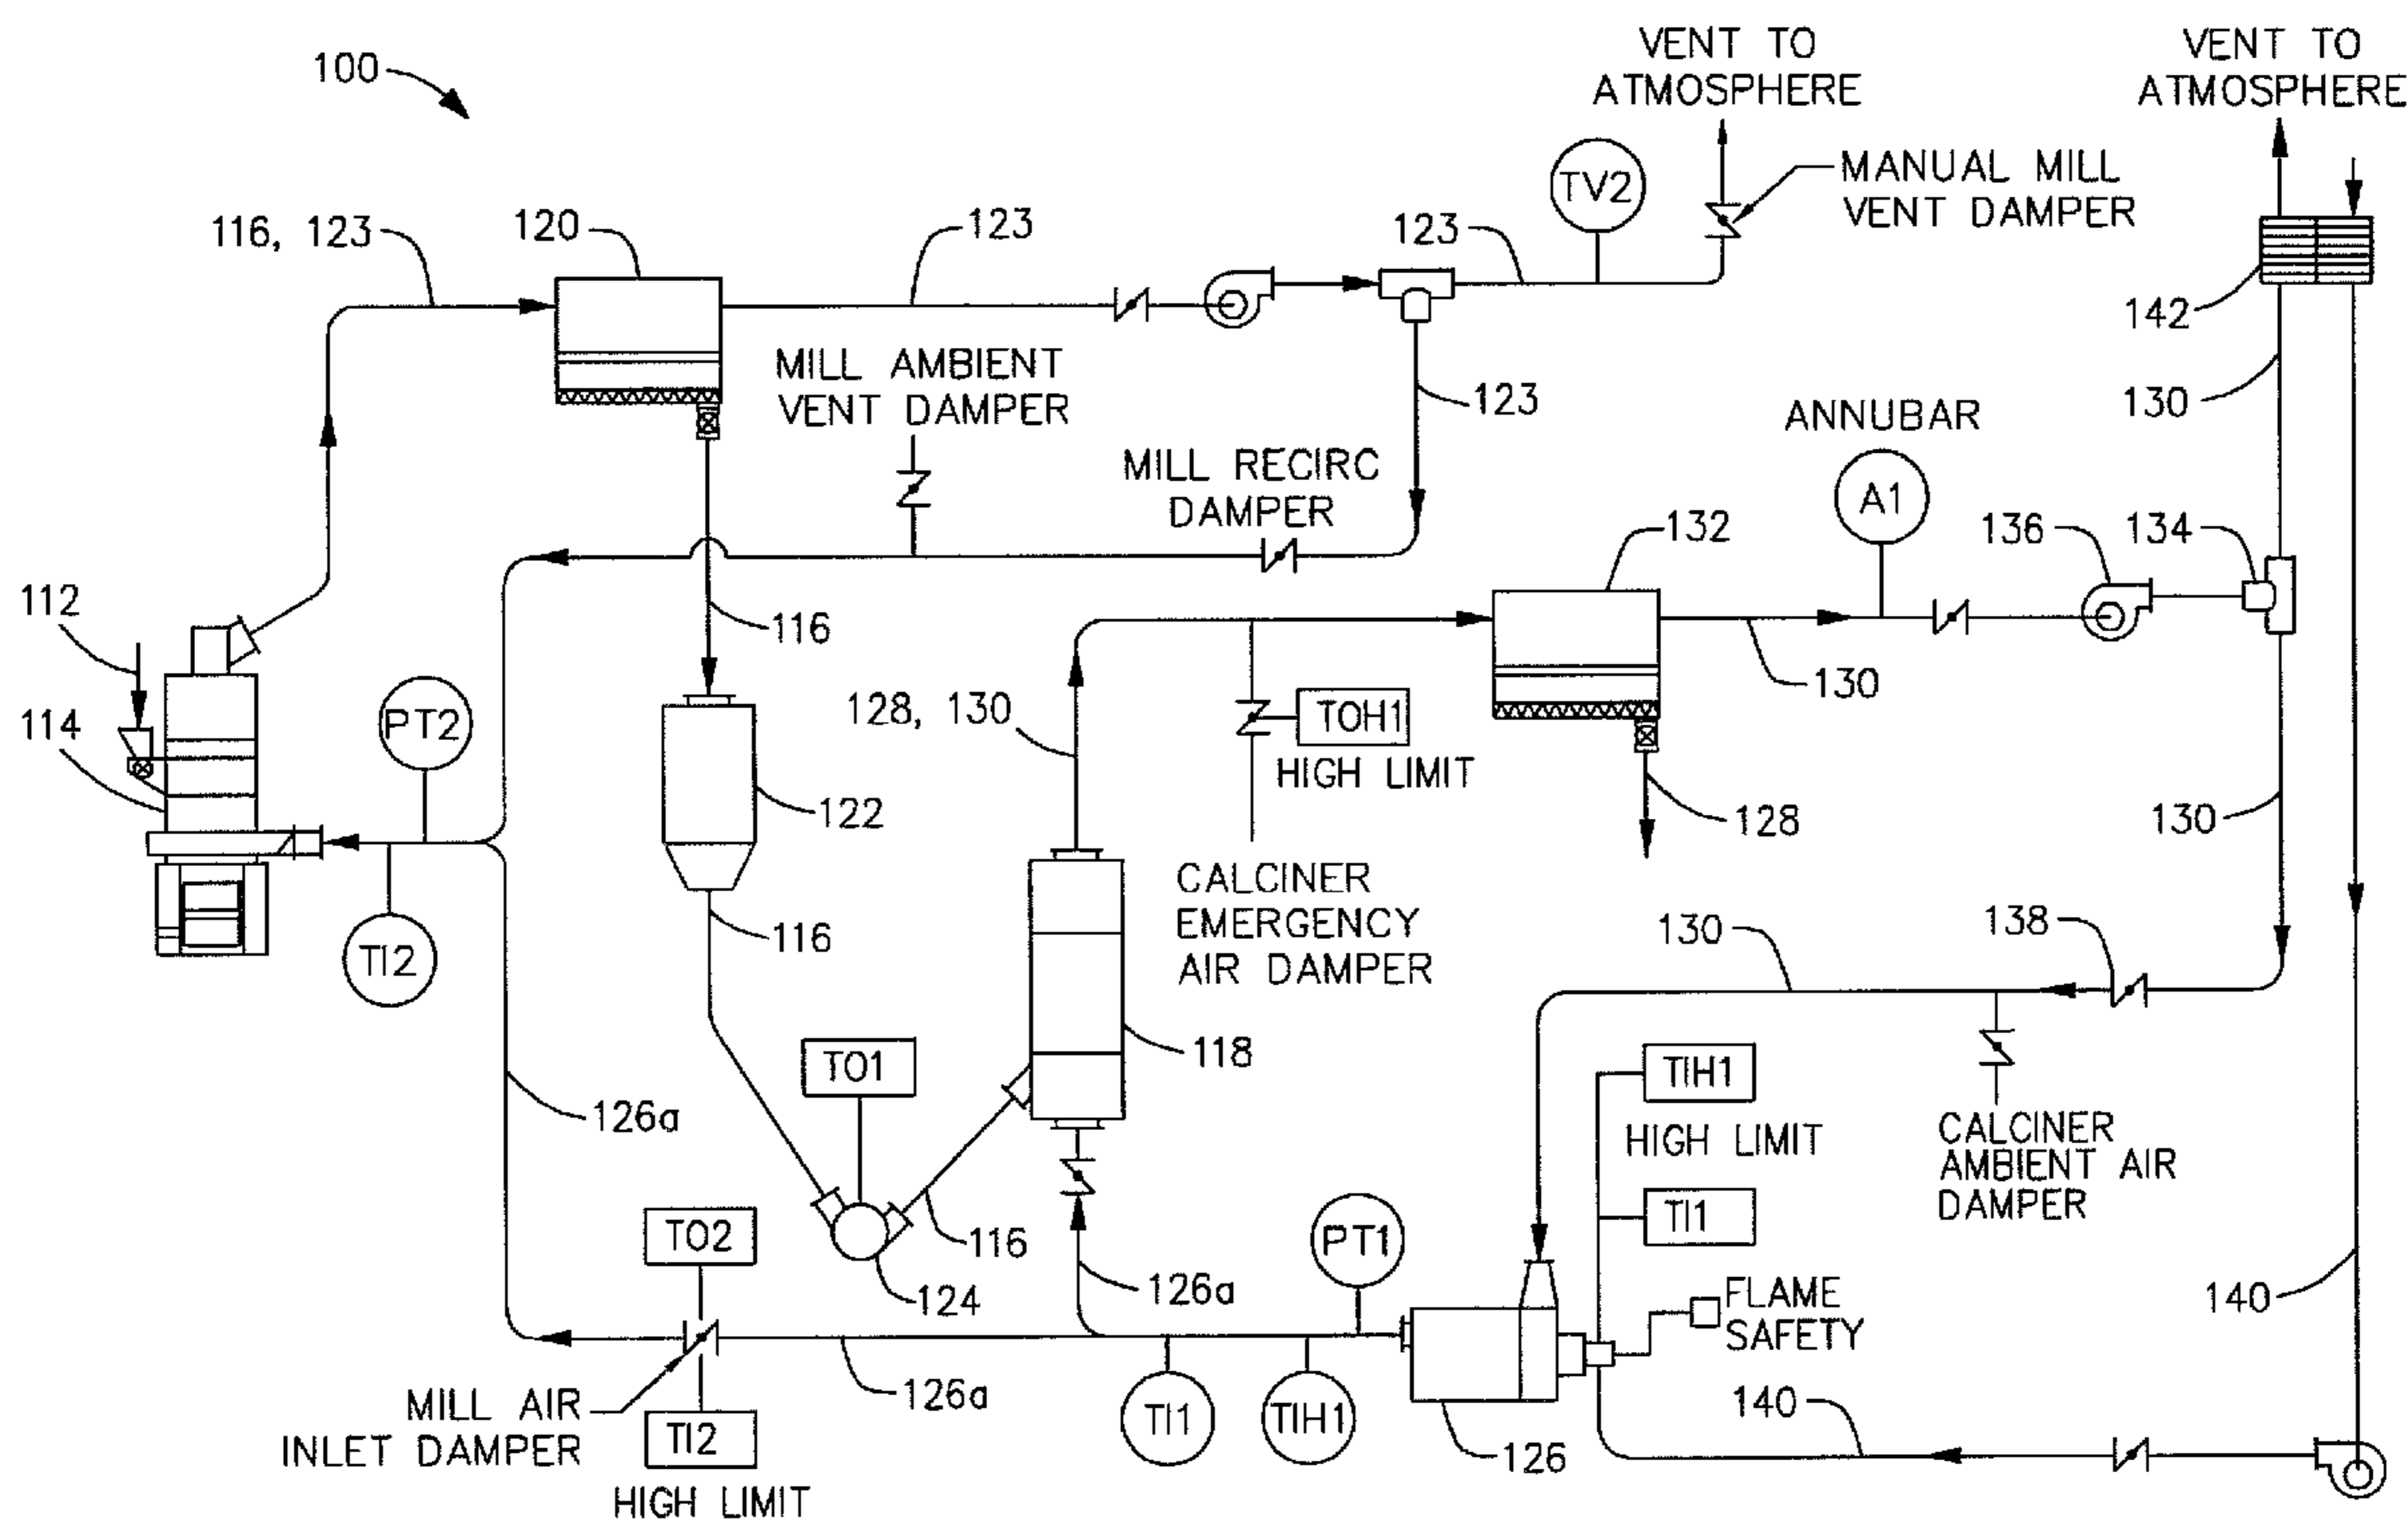 100
VENT TO
ATMOSPHERE
VENT TO
ATMOSPHERE
TV2
MANUAL MILL
VENT DAMPER
116, 123
120
123
123
142
MILL AMBIENT
VENT DAMPER
123
130
ANNUBAR
MILL RECIRC
DAMPER
A1
132
136
134
112
116
PT2
128, 130
TOH1
HIGH LIMIT
130
114
122
128
130
CALCINER
EMERGENCY
AIR DAMPER
116
TI2
130
138
TO1
118
TIH1
HIGH LIMIT
126a
CALCINER
AMBIENT AIR
DAMPER
TI1
TO2
116
PT1
124
126a
FLAME
SAFETY
140
MILL AIR
INLET DAMPER
126a
TI2
HIGH LIMIT
TI1
TIH1
126
140